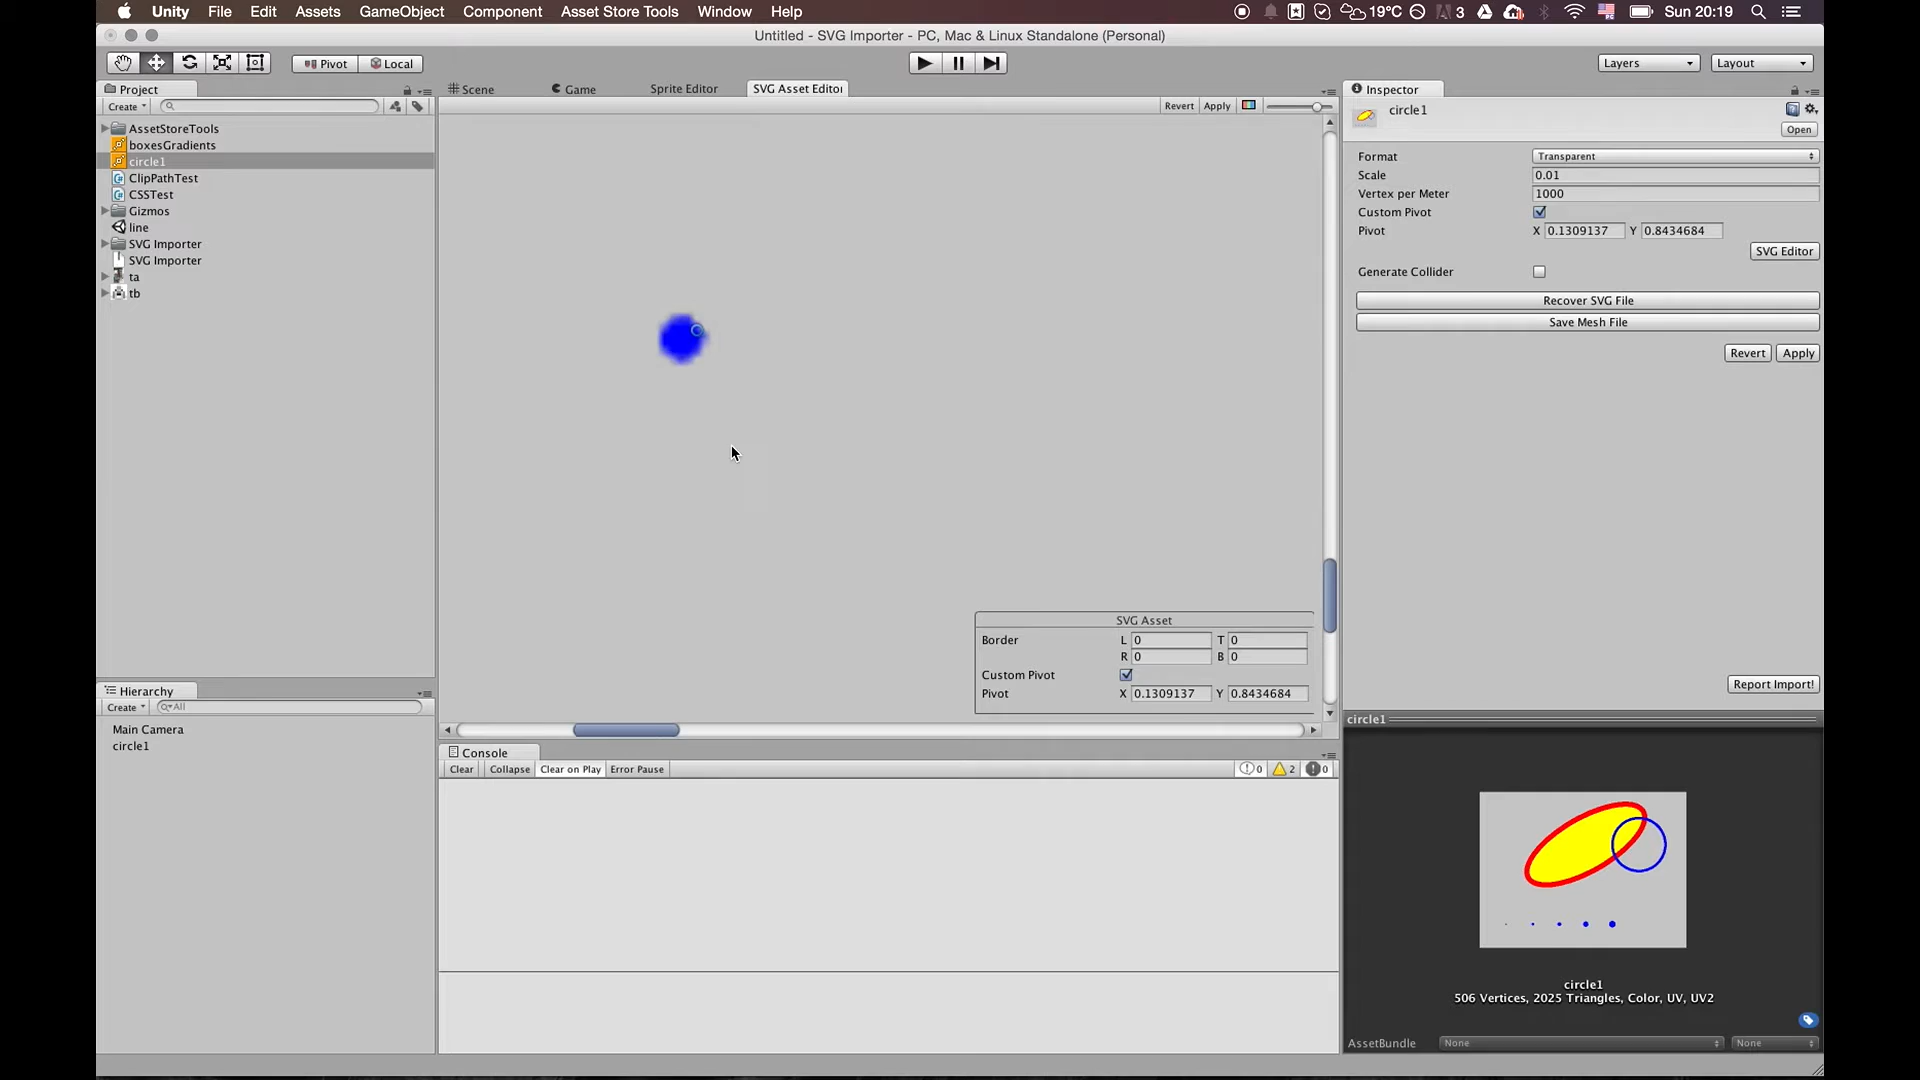 Unity File Edit Assets GameObject Component Asset Store Tools Window Help 19°C 3 Sun 20:19
Untitled - SVG Importer - PC, Mac & Linux Standalone (Personal)
Pivot Local Layers Layout
Project
Create
AssetStoreTools
boxesGradients
circle1
ClipPathTest
CSSTest
Gizmos
line
SVG Importer
SVG Importer
ta
tb
Hierarchy
Create All
Main Camera
circle1
Scene Game Sprite Editor SVG Asset Editor
Revert Apply
SVG Asset
Border L 0 T 0
R 0 B 0
Custom Pivot
Pivot X 0.1309137 Y 0.8434684
Console
Clear Collapse Clear on Play Error Pause 0 2 0
Inspector
circle1
Open
Format Transparent
Scale 0.01
Vertex per Meter 1000
Custom Pivot
Pivot X 0.1309137 Y 0.8434684
SVG Editor
Generate Collider
Recover SVG File
Save Mesh File
Revert Apply
Report Import!
circle1
circle1
506 Vertices, 2025 Triangles, Color, UV, UV2
AssetBundle None None